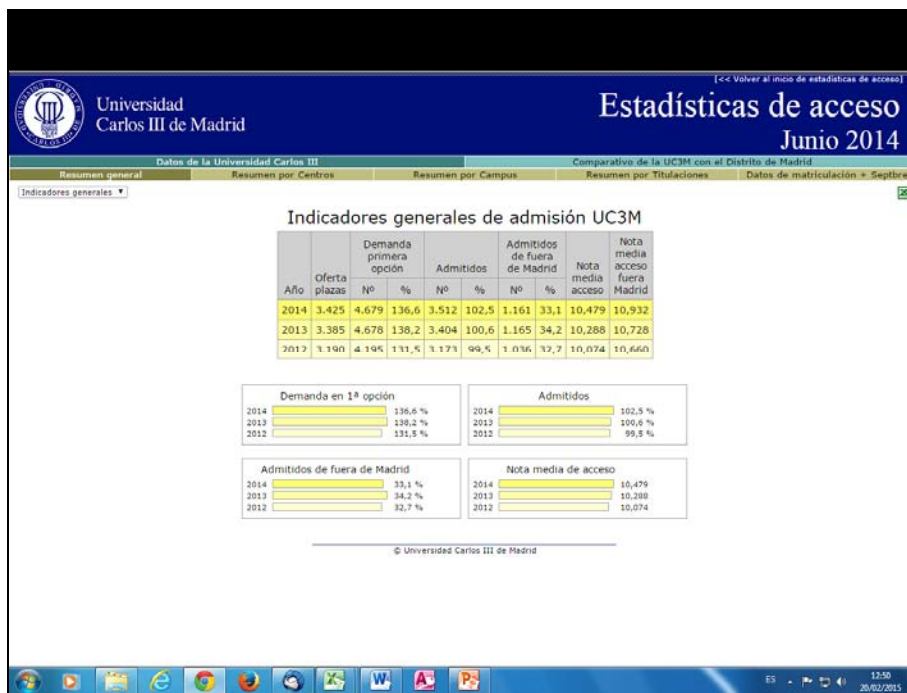 [<< Volver al inicio de estadísticas de acceso]
Universidad
Carlos III de Madrid
Estadísticas de acceso
Junio 2014
Datos de la Universidad Carlos III Comparativo de la UC3M con el Distrito de Madrid
Resumen general Resumen por Centros Resumen por Campus Resumen por Titulaciones Datos de matriculación + Septbre
Indicadores generales
Indicadores generales de admisión UC3M
Año Oferta plazas Demanda primera opción Admitidos Admitidos de fuera de Madrid Nota media acceso Nota media acceso fuera Madrid
Nº % Nº % Nº %
2014 3.425 4.679 136,6 3.512 102,5 1.161 33,1 10,479 10,932
2013 3.385 4.678 138,2 3.404 100,6 1.165 34,2 10,288 10,728
2012 3.190 4.195 131,5 3.173 99,5 1.036 32,7 10,074 10,660
Demanda en 1ª opción
2014 136,6 %
2013 138,2 %
2012 131,5 %
Admitidos
2014 102,5 %
2013 100,6 %
2012 99,5 %
Admitidos de fuera de Madrid
2014 33,1 %
2013 34,2 %
2012 32,7 %
Nota media de acceso
2014 10,479
2013 10,288
2012 10,074
© Universidad Carlos III de Madrid
ES 12:50
20/02/2015